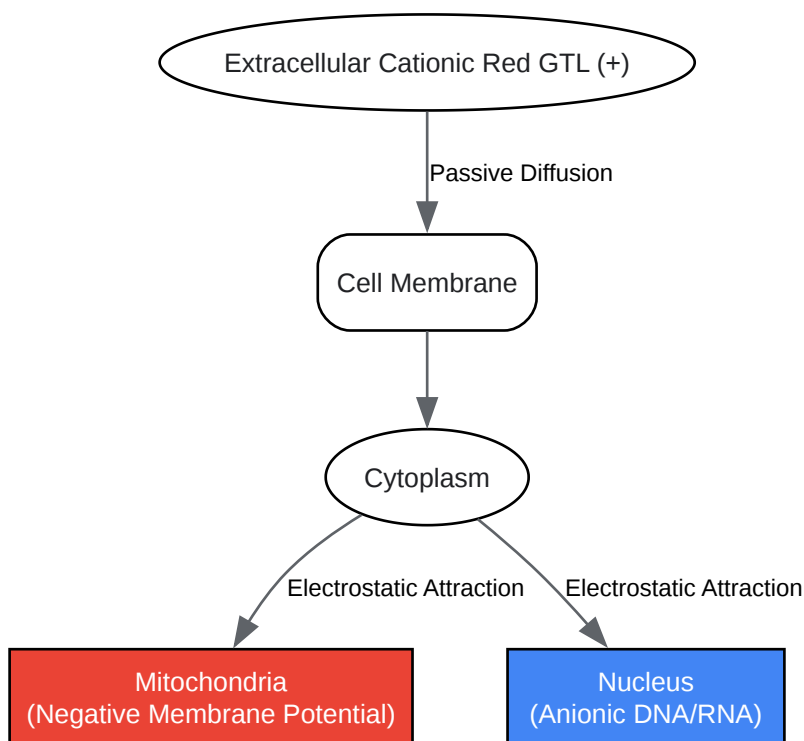 Extracellular Cationic Red GTL (+)
Passive Diffusion
Cell Membrane
Cytoplasm
Electrostatic Attraction
Electrostatic Attraction
Mitochondria
(Negative Membrane Potential)
Nucleus
(Anionic DNA/RNA)